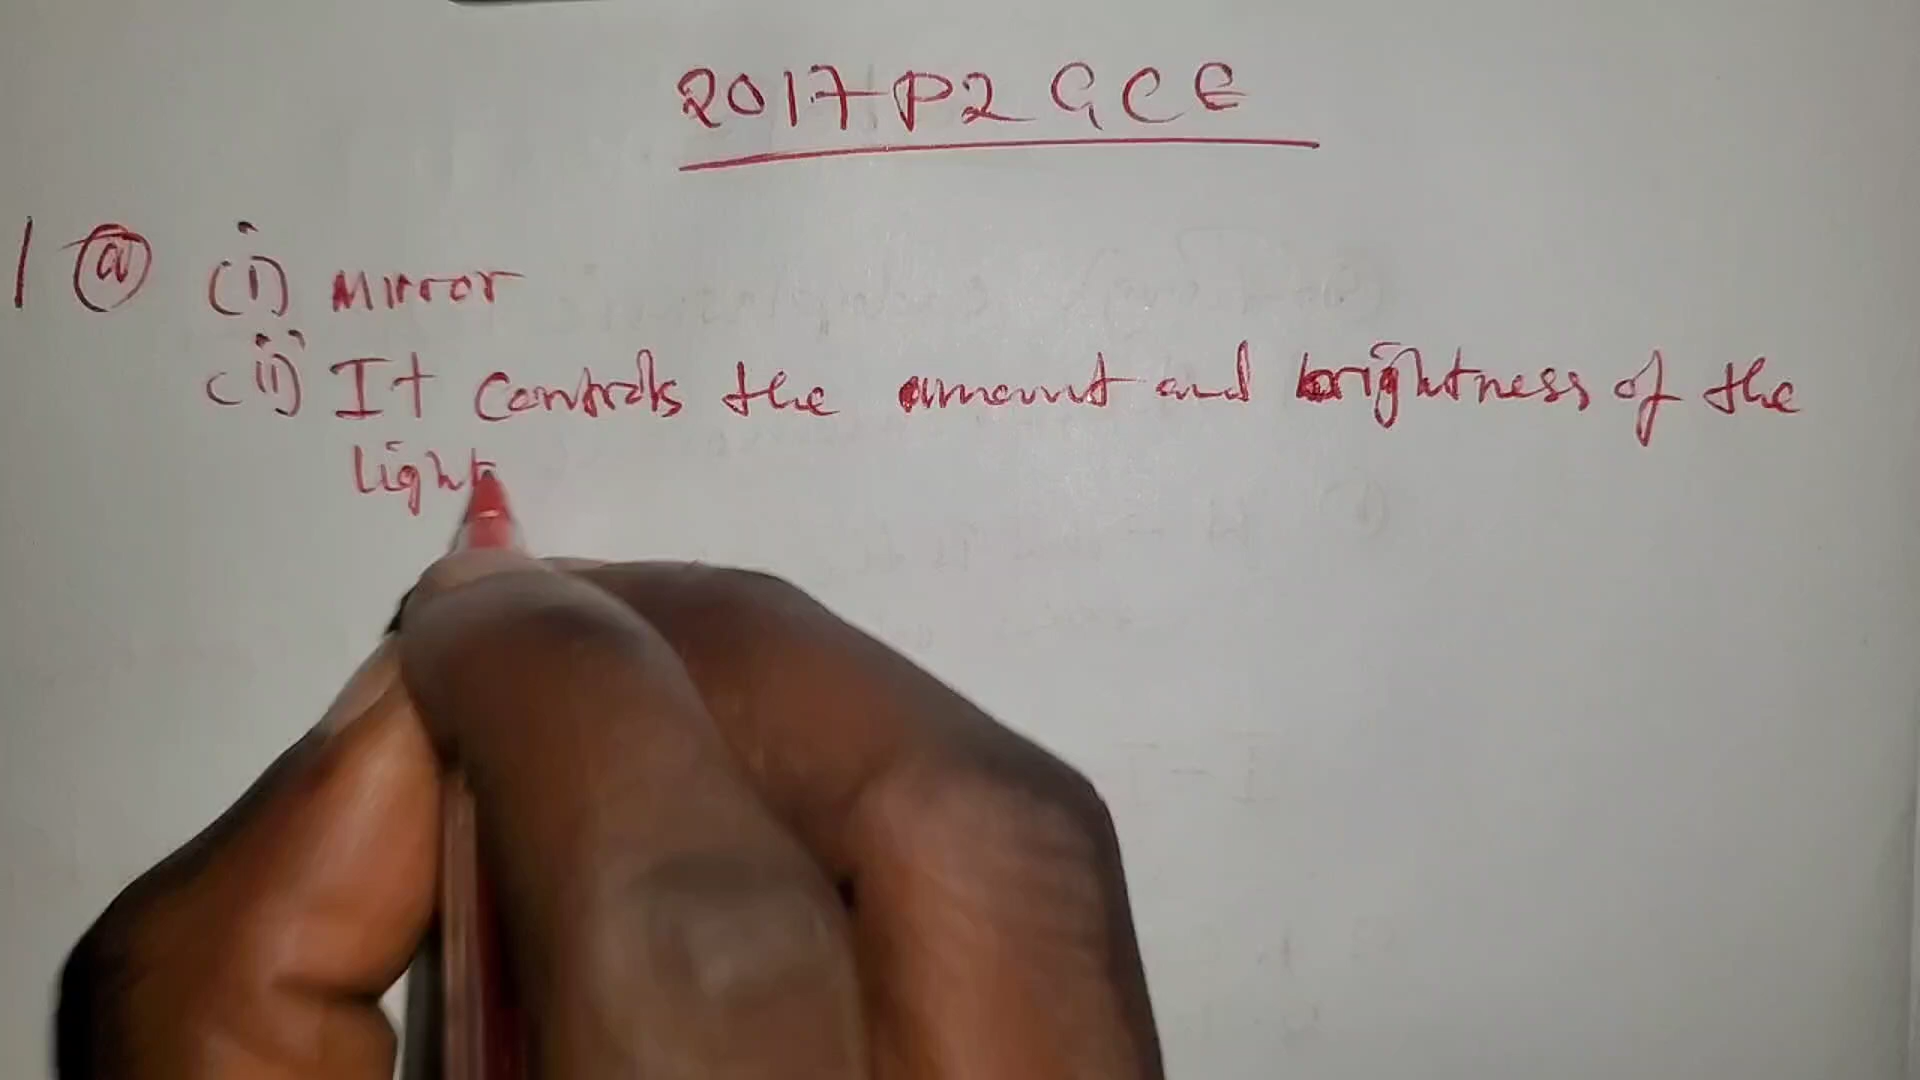 2017 P2 GCE
1 (a) (i) Mirror
(ii) It controls the amount and brightness of the
light